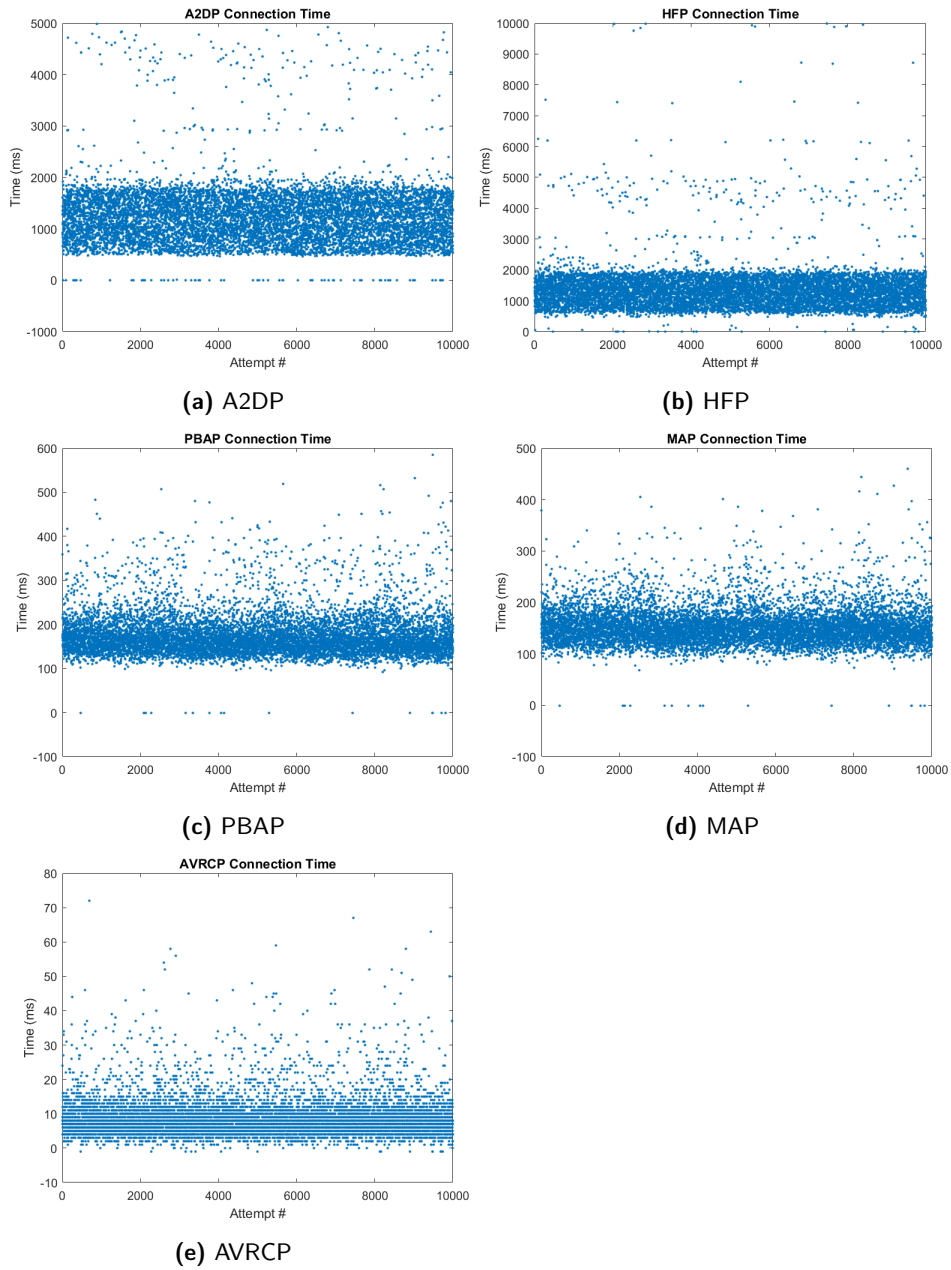 A2DP Connection Time
5000
4000
3000
2000
1000
0
-1000
Time (ms)
0 2000 4000 6000 8000 10000
Attempt #
(a) A2DP
HFP Connection Time
10000
9000
8000
7000
6000
5000
4000
3000
2000
1000
0
Time (ms)
0 2000 4000 6000 8000 10000
Attempt #
(b) HFP
PBAP Connection Time
600
500
400
300
200
100
0
-100
Time (ms)
0 2000 4000 6000 8000 10000
Attempt #
(c) PBAP
MAP Connection Time
500
400
300
200
100
0
-100
Time (ms)
0 2000 4000 6000 8000 10000
Attempt #
(d) MAP
AVRCP Connection Time
80
70
60
50
40
30
20
10
0
-10
Time (ms)
0 2000 4000 6000 8000 10000
Attempt #
(e) AVRCP